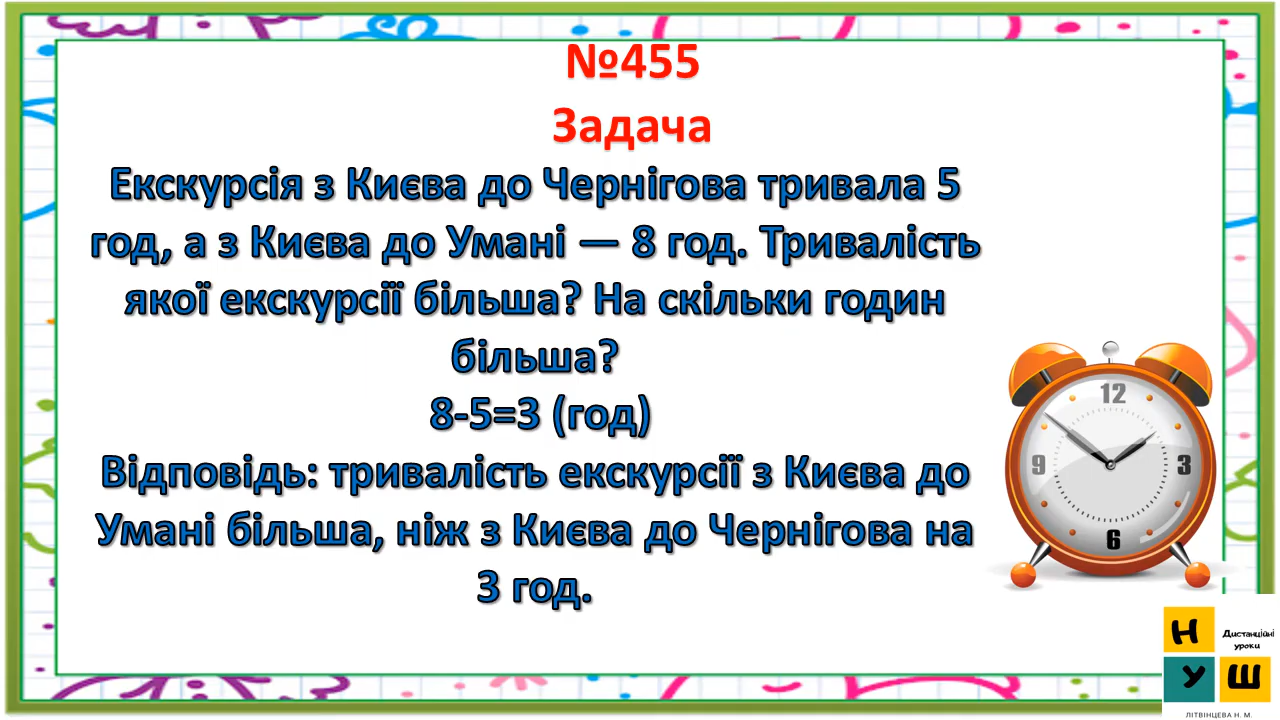 №455
Задача
Екскурсія з Києва до Чернігова тривала 5
год, а з Києва до Умані — 8 год. Тривалість
якої екскурсії більша? На скільки годин
більша?
8-5=3 (год)
Відповідь: тривалість екскурсії з Києва до
Умані більша, ніж з Києва до Чернігова на
3 год.
12
9
3
6
Н
Дистанційні
уроки
У Ш
ЛІТВІНЦЕВА Н. М.